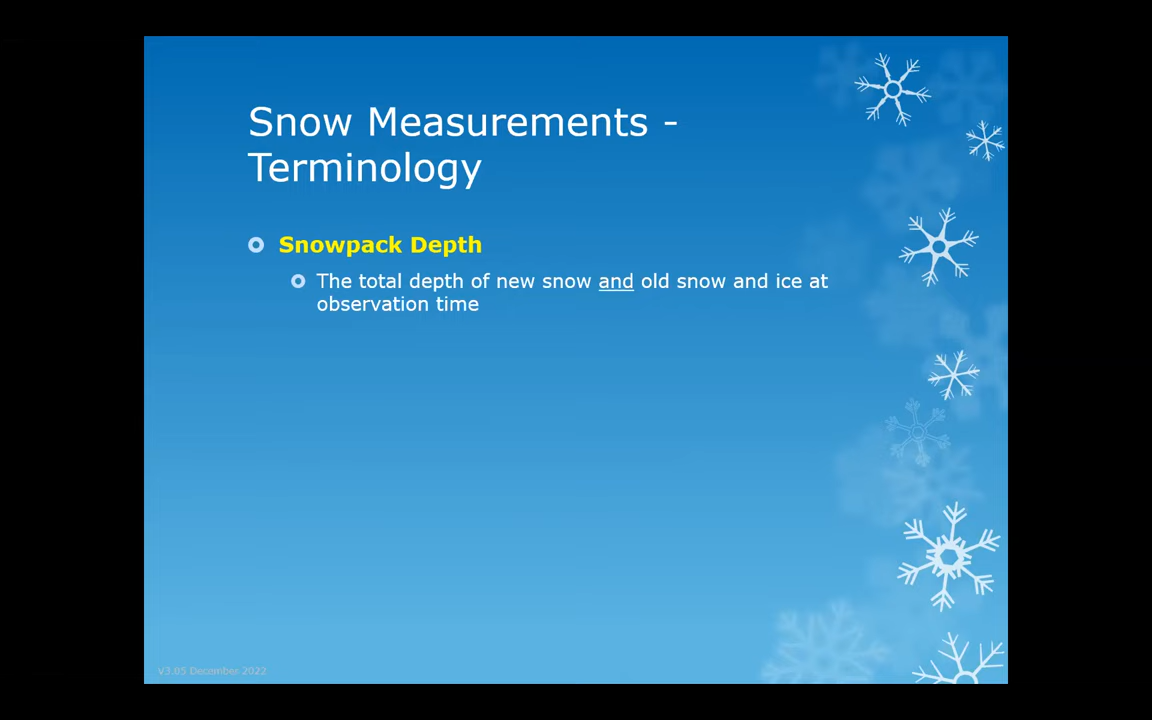 Snow Measurements -
Terminology
Snowpack Depth
The total depth of new snow and old snow and ice at
observation time
V3.05 December 2022